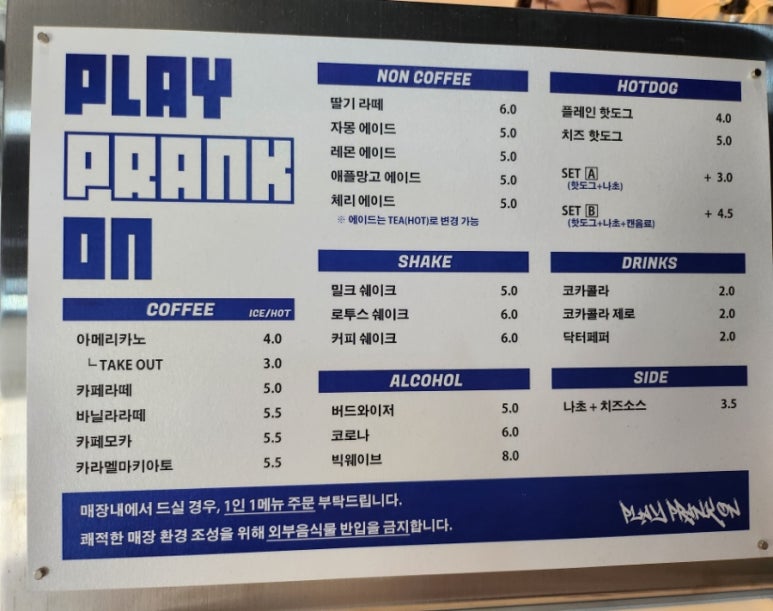 PLAY
PRANK
ON
COFFEE ICE/HOT
아메리카노 4.0
└ TAKE OUT 3.0
카페라떼 5.0
바닐라라떼 5.5
카페모카 5.5
카라멜마키아토 5.5
NON COFFEE
딸기 라떼 6.0
자몽 에이드 5.0
레몬 에이드 5.0
애플망고 에이드 5.0
체리 에이드 5.0
※ 에이드는 TEA(HOT)로 변경 가능
SHAKE
밀크 쉐이크 5.0
로투스 쉐이크 6.0
커피 쉐이크 6.0
ALCOHOL
버드와이저 5.0
코로나 6.0
빅웨이브 8.0
HOTDOG
플레인 핫도그 4.0
치즈 핫도그 5.0
SET A + 3.0
(핫도그+나초)
SET B + 4.5
(핫도그+나초+캔음료)
DRINKS
코카콜라 2.0
코카콜라 제로 2.0
닥터페퍼 2.0
SIDE
나초 + 치즈소스 3.5
매장내에서 드실 경우, 1인 1메뉴 주문 부탁드립니다.
쾌적한 매장 환경 조성을 위해 외부음식물 반입을 금지합니다.
PLAY PRANK ON